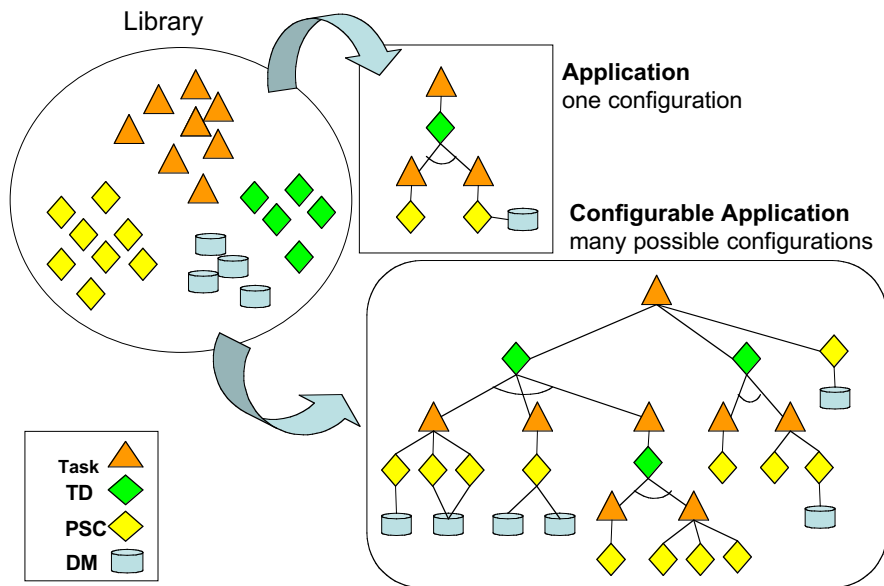 Library
Application
one configuration
Configurable Application
many possible configurations
Task
TD
PSC
DM